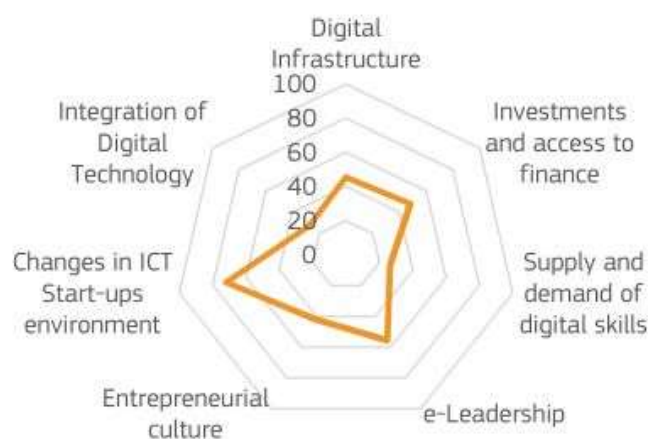 Digital
Infrastructure
100
80
60
40
20
0
Investments
and access to
finance
Supply and
demand of
digital skills
e-Leadership
Entrepreneurial
culture
Changes in ICT
Start-ups
environment
Integration of
Digital
Technology